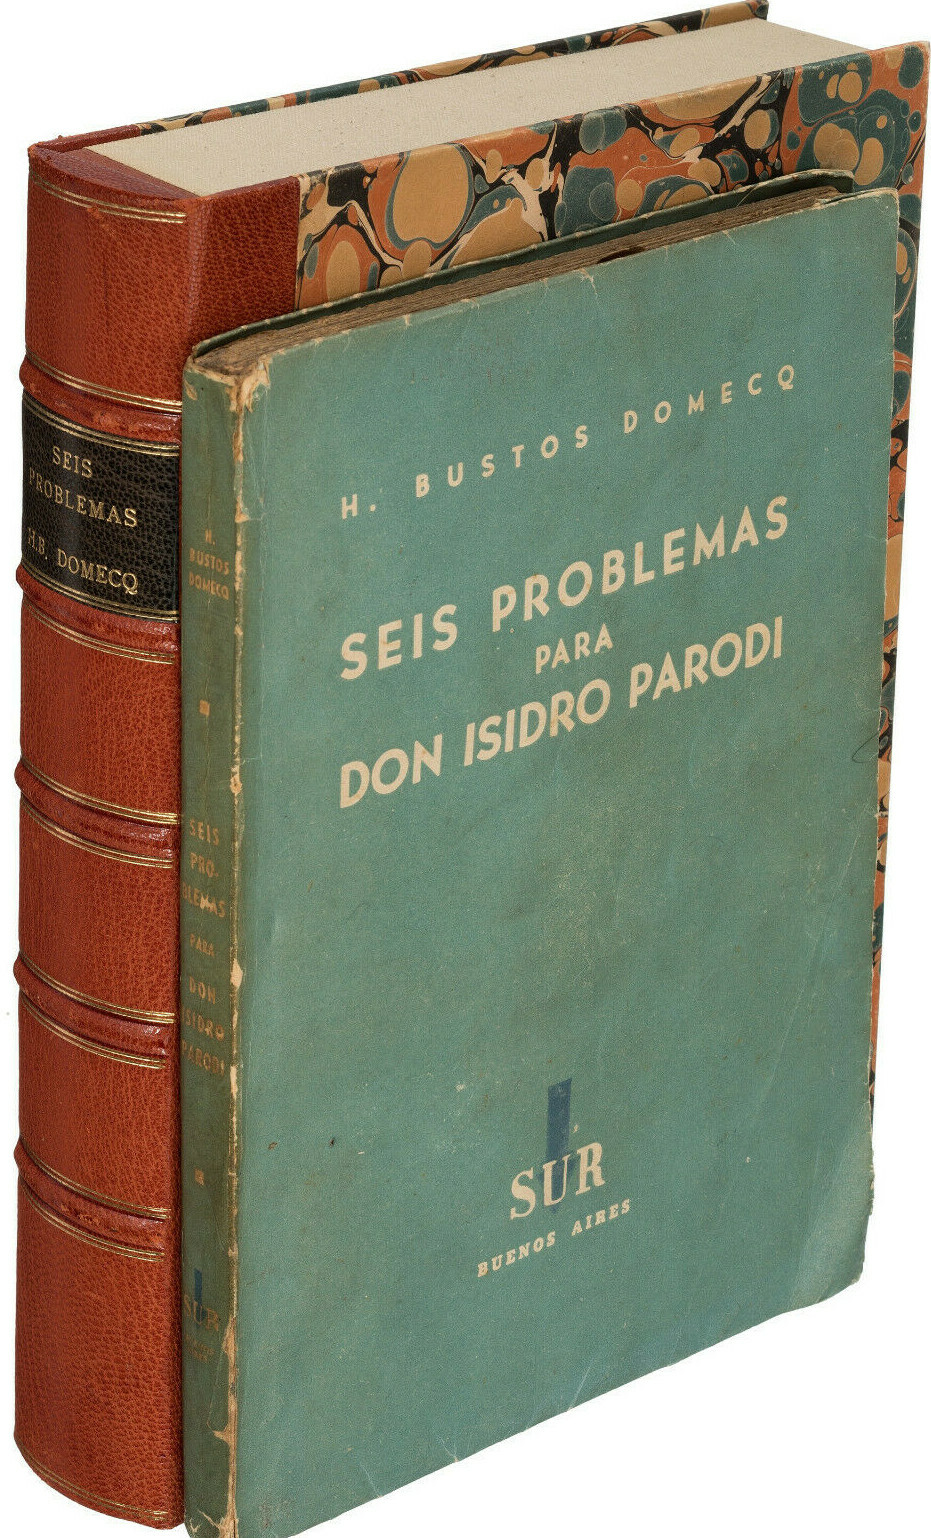 SEIS
PROBLEMAS
H.B. DOMECQ
H.
BUSTOS
DOMECQ
SEIS
PRO-
BLEMAS
PARA
DON
ISIDRO
PARODI
SUR
H. BUSTOS DOMECQ
SEIS PROBLEMAS
PARA
DON ISIDRO PARODI
SUR
BUENOS AIRES